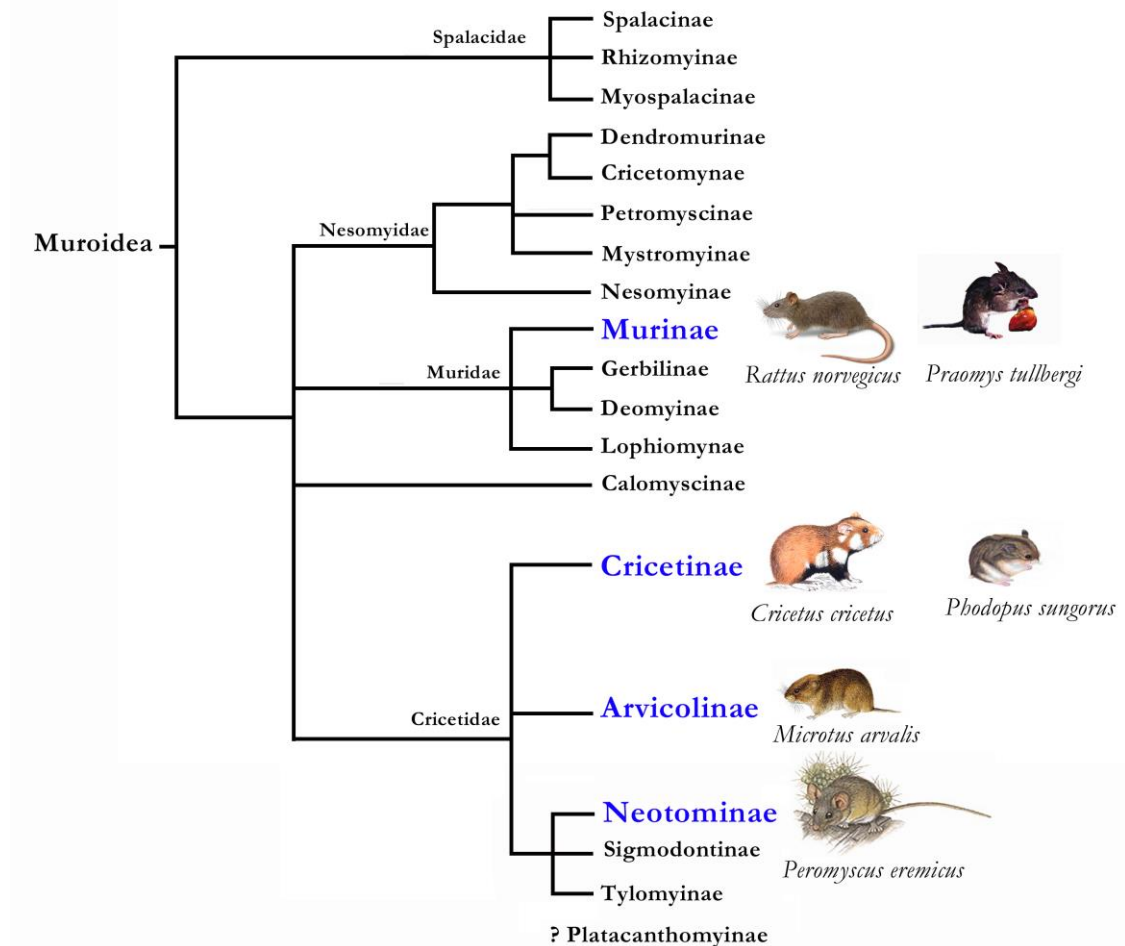 Spalacidae
Spalacinae
Rhizomyinae
Myospalacinae
Muroidea
Nesomyidae
Dendromurinae
Cricetomynae
Petromyscinae
Mystromyinae
Nesomyinae
Muridae
Murinae
Rattus norvegicus
Praomys tullbergi
Gerbilinae
Deomyinae
Lophiomynae
Calomyscinae
Cricetidae
Cricetinae
Cricetus cricetus
Phodopus sungorus
Arvicolinae
Microtus arvalis
Neotominae
Peromyscus eremicus
Sigmodontinae
Tylomyinae
? Platacanthomyinae